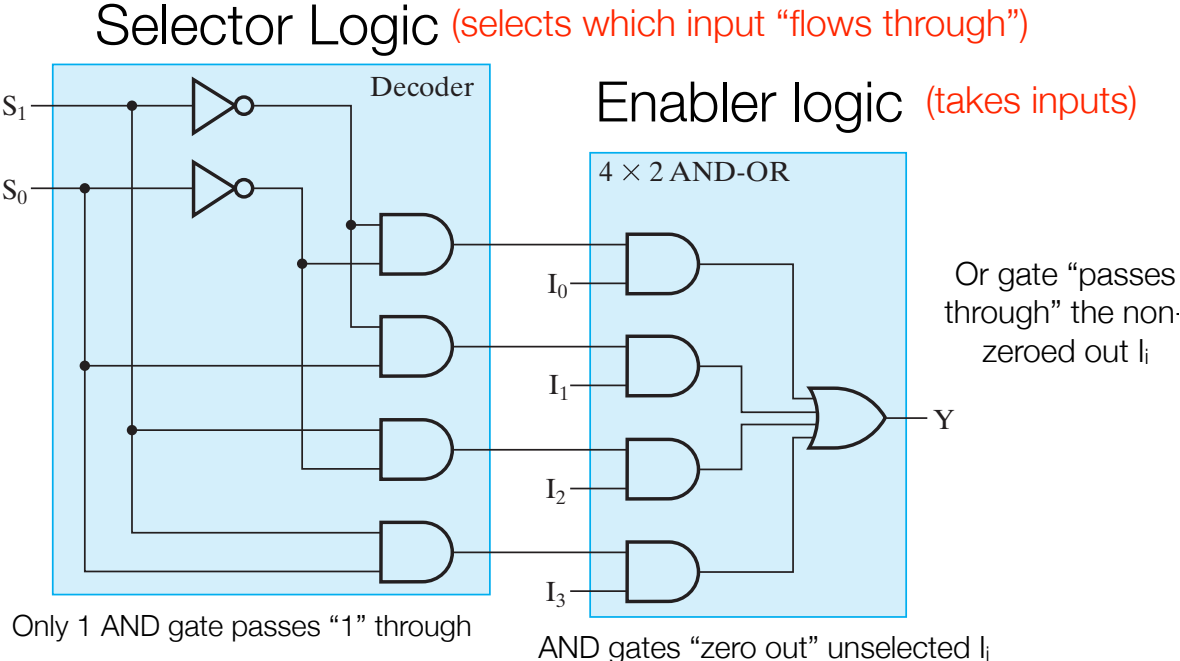 Selector Logic (selects which input “flows through”)
Decoder
S₁
S₀
Enabler logic (takes inputs)
4 × 2 AND-OR
I₀
I₁
I₂
I₃
Y
Or gate “passes
through” the non-
zeroed out Iᵢ
Only 1 AND gate passes “1” through
AND gates “zero out” unselected Iᵢ